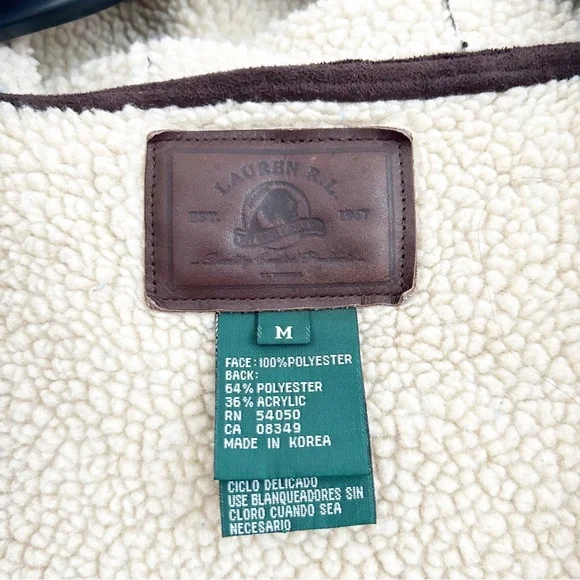 LAUREN R.L.
EST. 1967
M
FACE: 100% POLYESTER
BACK:
64% POLYESTER
36% ACRYLIC
RN 54050
CA 08349
MADE IN KOREA
CICLO DELICADO
USE BLANQUEADORES SIN
CLORO CUANDO SEA
NECESARIO